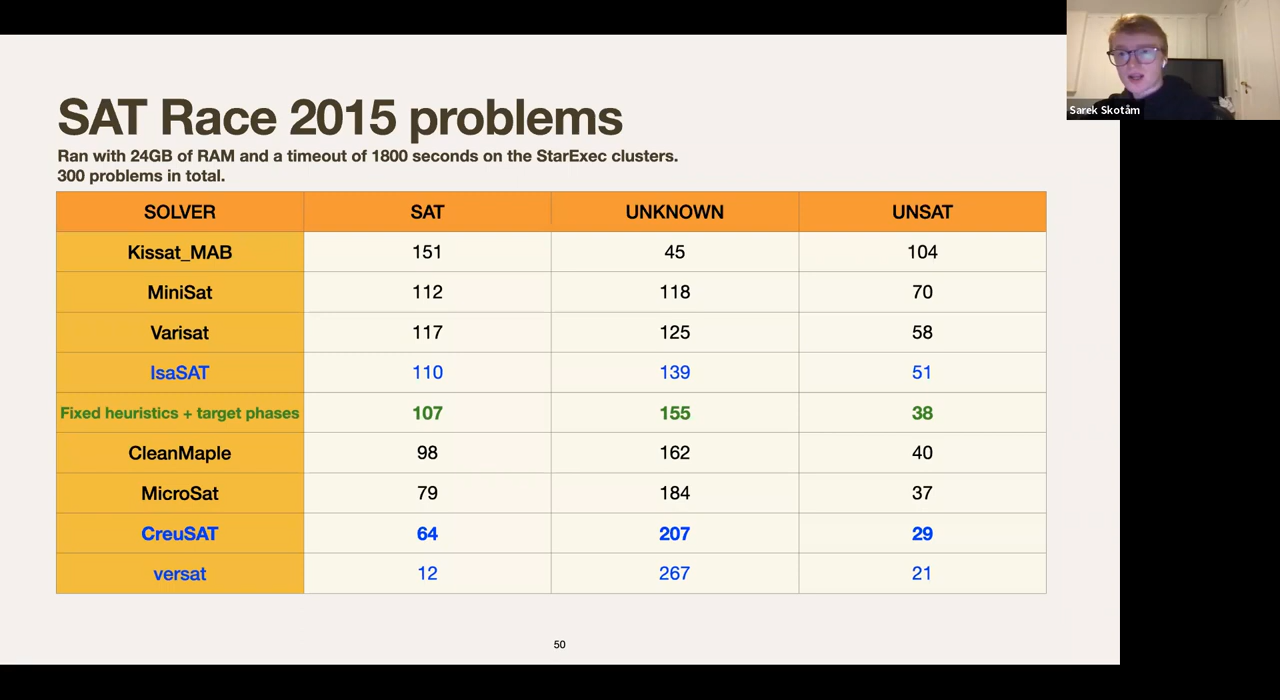 SAT Race 2015 problems
Ran with 24GB of RAM and a timeout of 1800 seconds on the StarExec clusters.
300 problems in total.
SOLVER SAT UNKNOWN UNSAT
Kissat_MAB 151 45 104
MiniSat 112 118 70
Varisat 117 125 58
IsaSAT 110 139 51
Fixed heuristics + target phases 107 155 38
CleanMaple 98 162 40
MicroSat 79 184 37
CreuSAT 64 207 29
versat 12 267 21
50
Sarek Skotåm